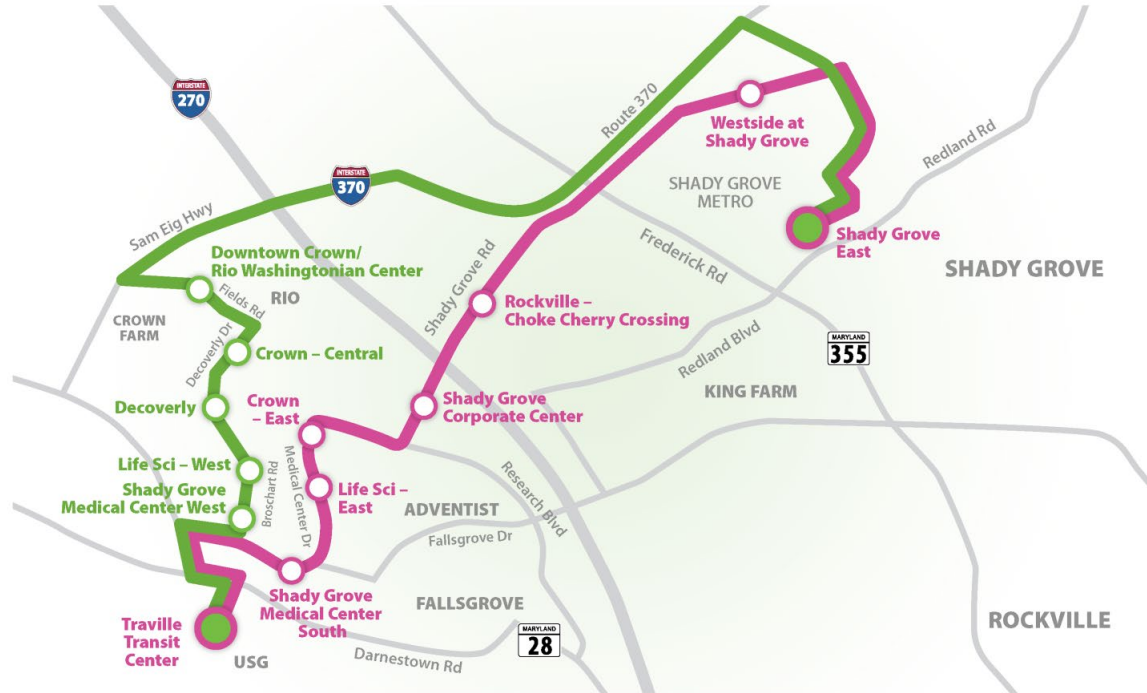 INTERSTATE
270
Route 370
Westside at
Shady Grove
Redland Rd
INTERSTATE
370
SHADY GROVE
METRO
Sam Eig Hwy
Shady Grove
East
Downtown Crown/
Rio Washingtonian Center
Frederick Rd
SHADY GROVE
Fields Rd
RIO
Shady Grove Rd
Rockville –
Choke Cherry Crossing
CROWN
FARM
Decoverly Dr
Crown – Central
Redland Blvd
MARYLAND
355
KING FARM
Decoverly
Crown
– East
Shady Grove
Corporate Center
Life Sci – West
Shady Grove
Medical Center West
Broschart Rd
Medical Center Dr
Life Sci –
East
Research Blvd
ADVENTIST
Fallsgrove Dr
Shady Grove
Medical Center
South
FALLSGROVE
Traville
Transit
Center
USG
Darnestown Rd
MARYLAND
28
ROCKVILLE